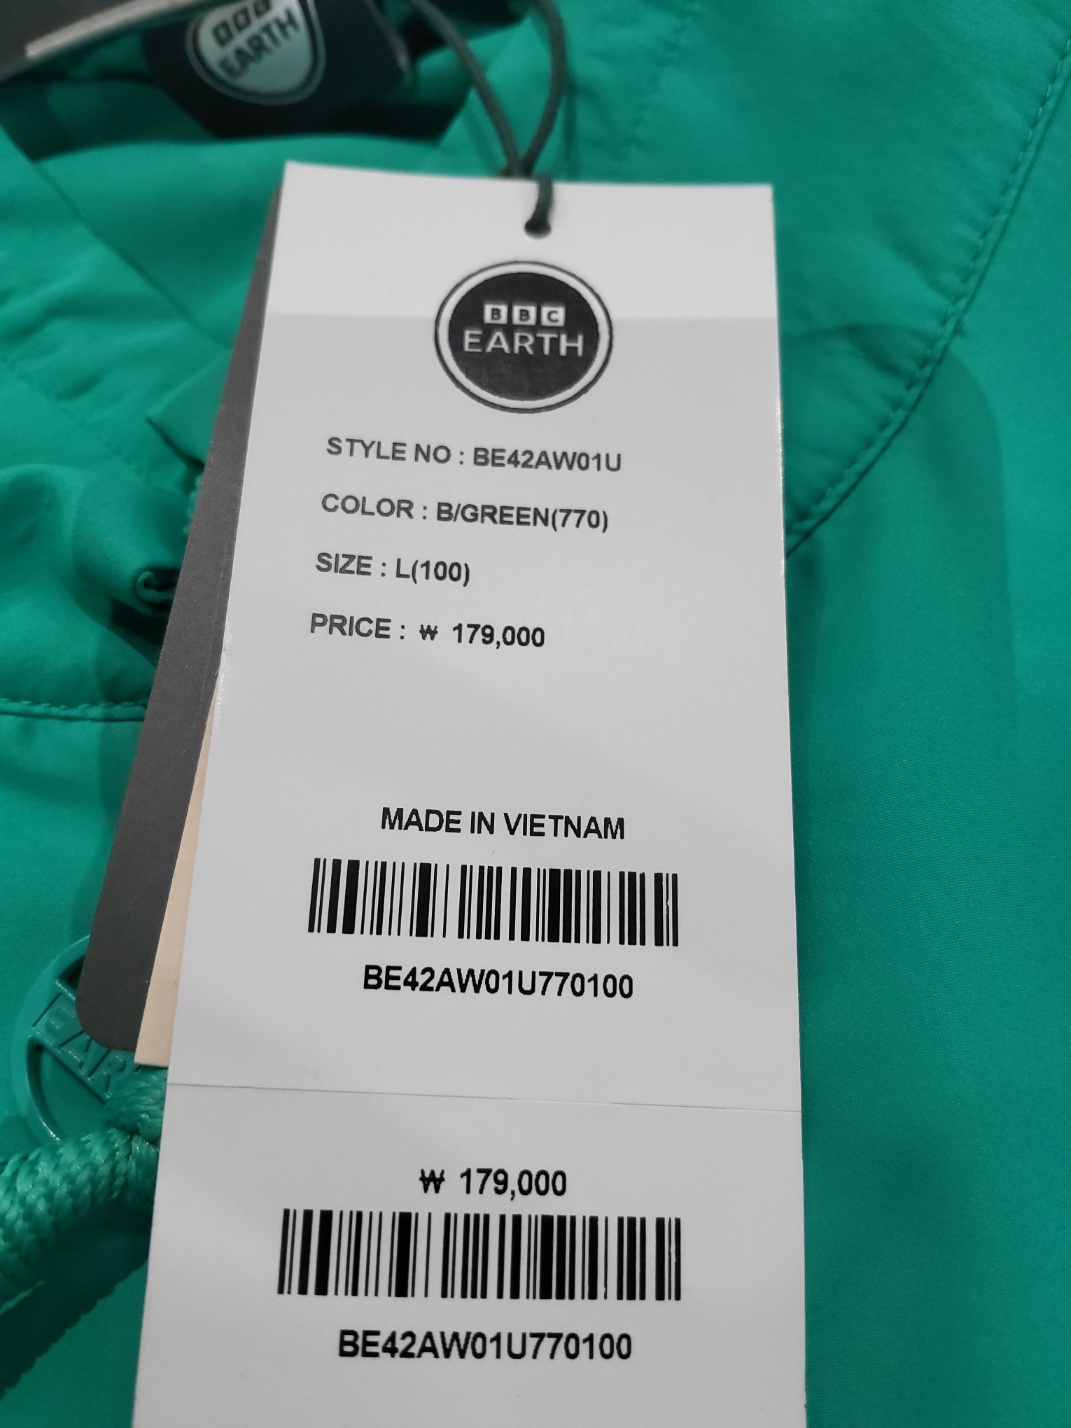 BBC
EARTH
BBC
EARTH
STYLE NO : BE42AW01U
COLOR : B/GREEN(770)
SIZE : L(100)
PRICE : ₩ 179,000
MADE IN VIETNAM
BE42AW01U770100
EAR
₩ 179,000
BE42AW01U770100